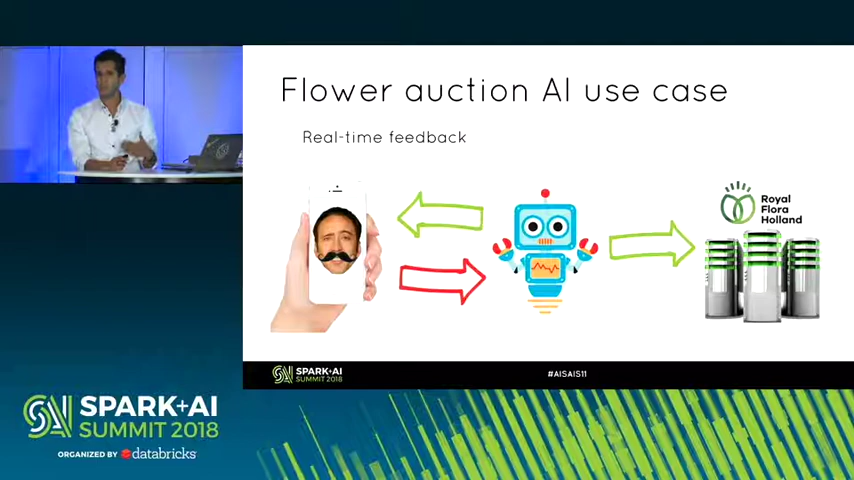 Flower auction AI use case
Real-time feedback
Royal
Flora
Holland
SPARK+AI
SUMMIT 2018
#AISAIS11
SPARK+AI
SUMMIT 2018
ORGANIZED BY databricks